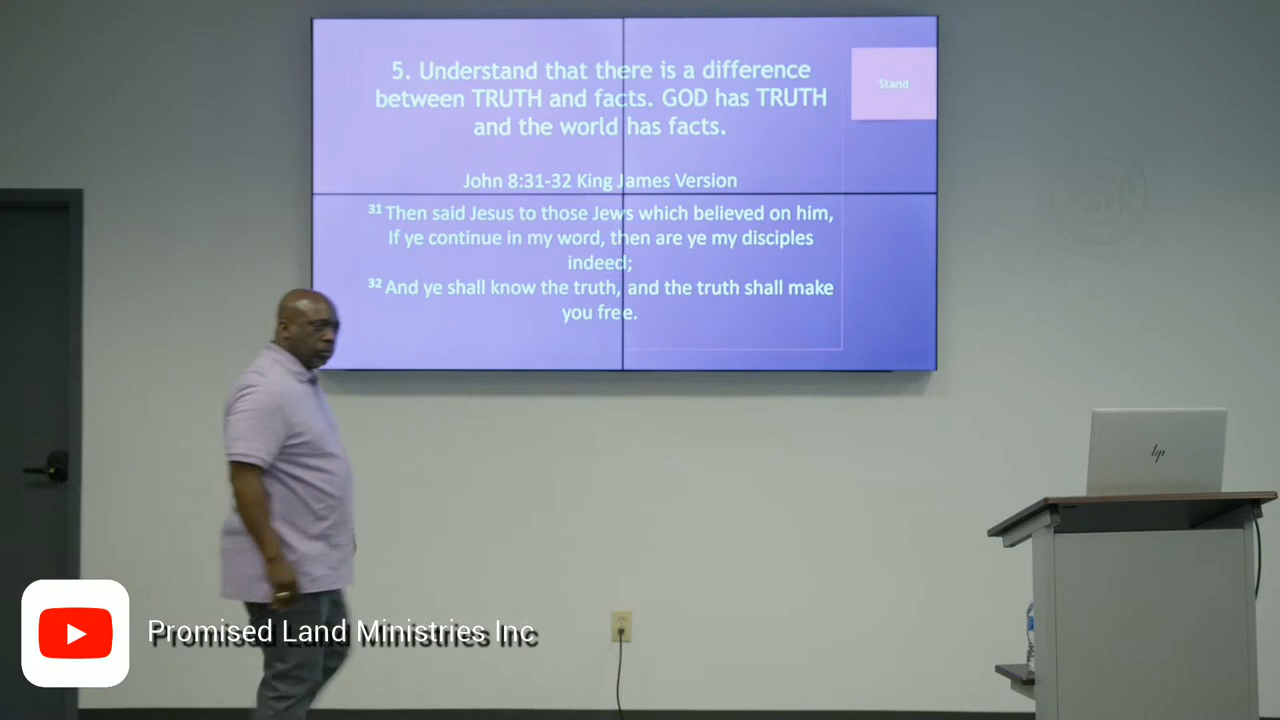 5. Understand that there is a difference
between TRUTH and facts. GOD has TRUTH
and the world has facts.
Stand
John 8:31-32 King James Version
31 Then said Jesus to those Jews which believed on him,
If ye continue in my word, then are ye my disciples
indeed;
32 And ye shall know the truth, and the truth shall make
you free.
hp
Promised Land Ministries Inc